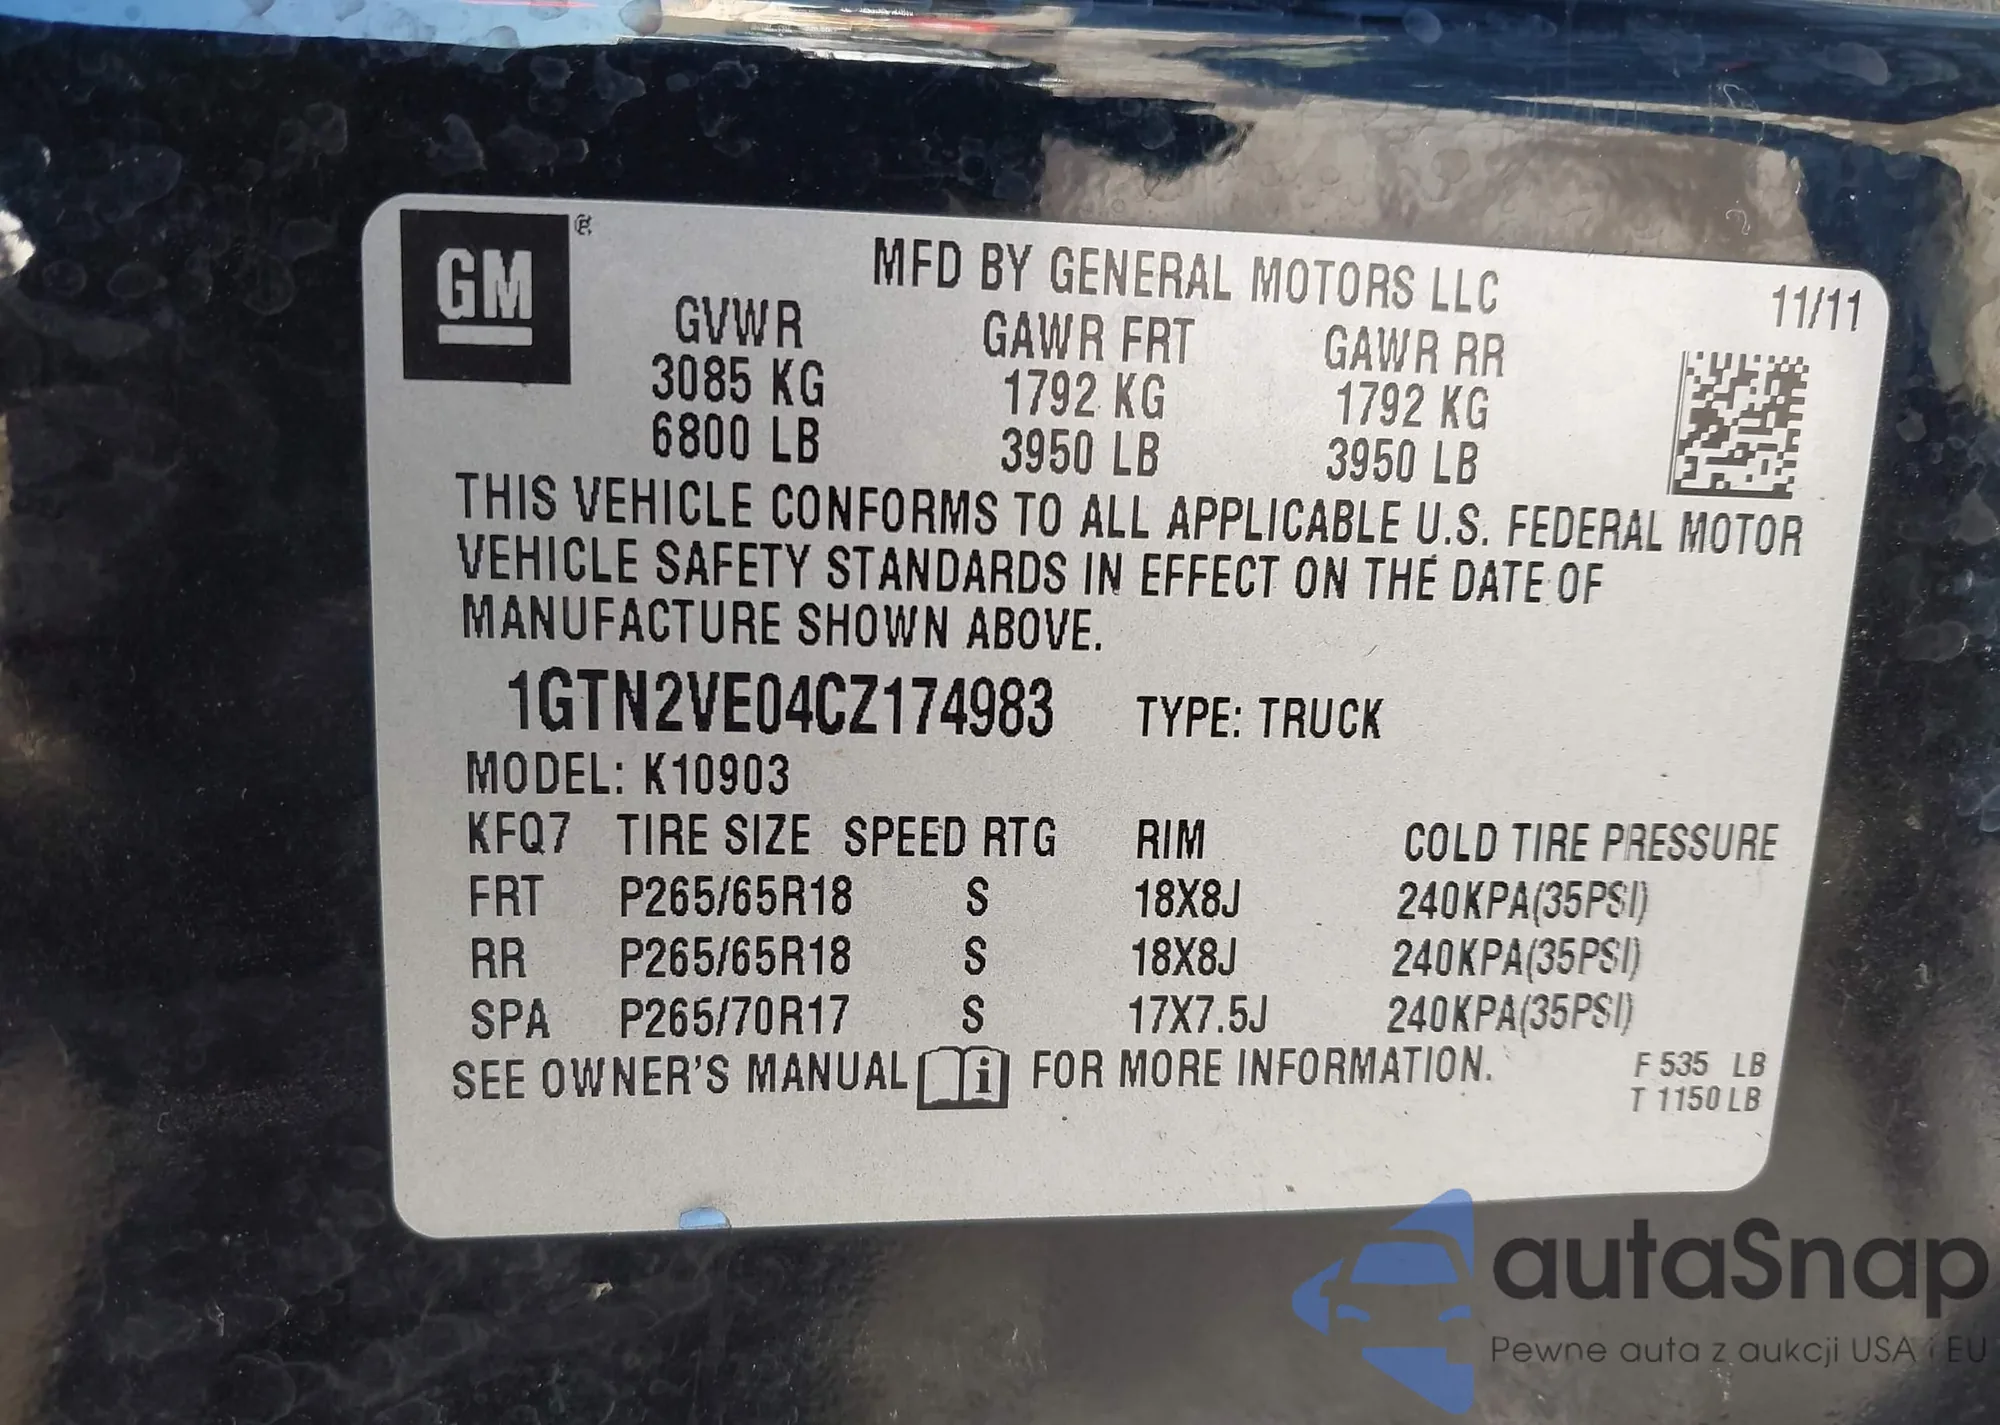 GM ®
MFD BY GENERAL MOTORS LLC 11/11
GVWR GAWR FRT GAWR RR
3085 KG 1792 KG 1792 KG
6800 LB 3950 LB 3950 LB
THIS VEHICLE CONFORMS TO ALL APPLICABLE U.S. FEDERAL MOTOR
VEHICLE SAFETY STANDARDS IN EFFECT ON THE DATE OF
MANUFACTURE SHOWN ABOVE.
1GTN2VE04CZ174983 TYPE: TRUCK
MODEL: K10903
KFQ7 TIRE SIZE SPEED RTG RIM COLD TIRE PRESSURE
FRT P265/65R18 S 18X8J 240KPA(35PSI)
RR P265/65R18 S 18X8J 240KPA(35PSI)
SPA P265/70R17 S 17X7.5J 240KPA(35PSI)
SEE OWNER'S MANUAL i FOR MORE INFORMATION.
F 535 LB
T 1150 LB
autaSnap
Pewne auta z aukcji USA i EU